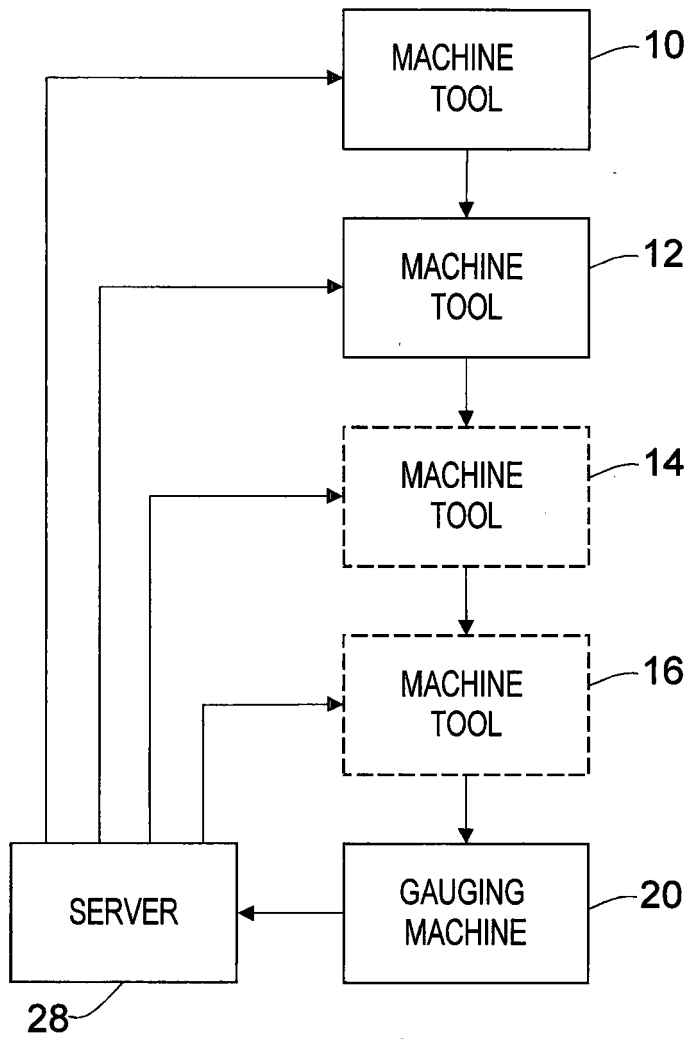 MACHINE
TOOL
10
MACHINE
TOOL
12
MACHINE
TOOL
14
MACHINE
TOOL
16
SERVER
28
GAUGING
MACHINE
20